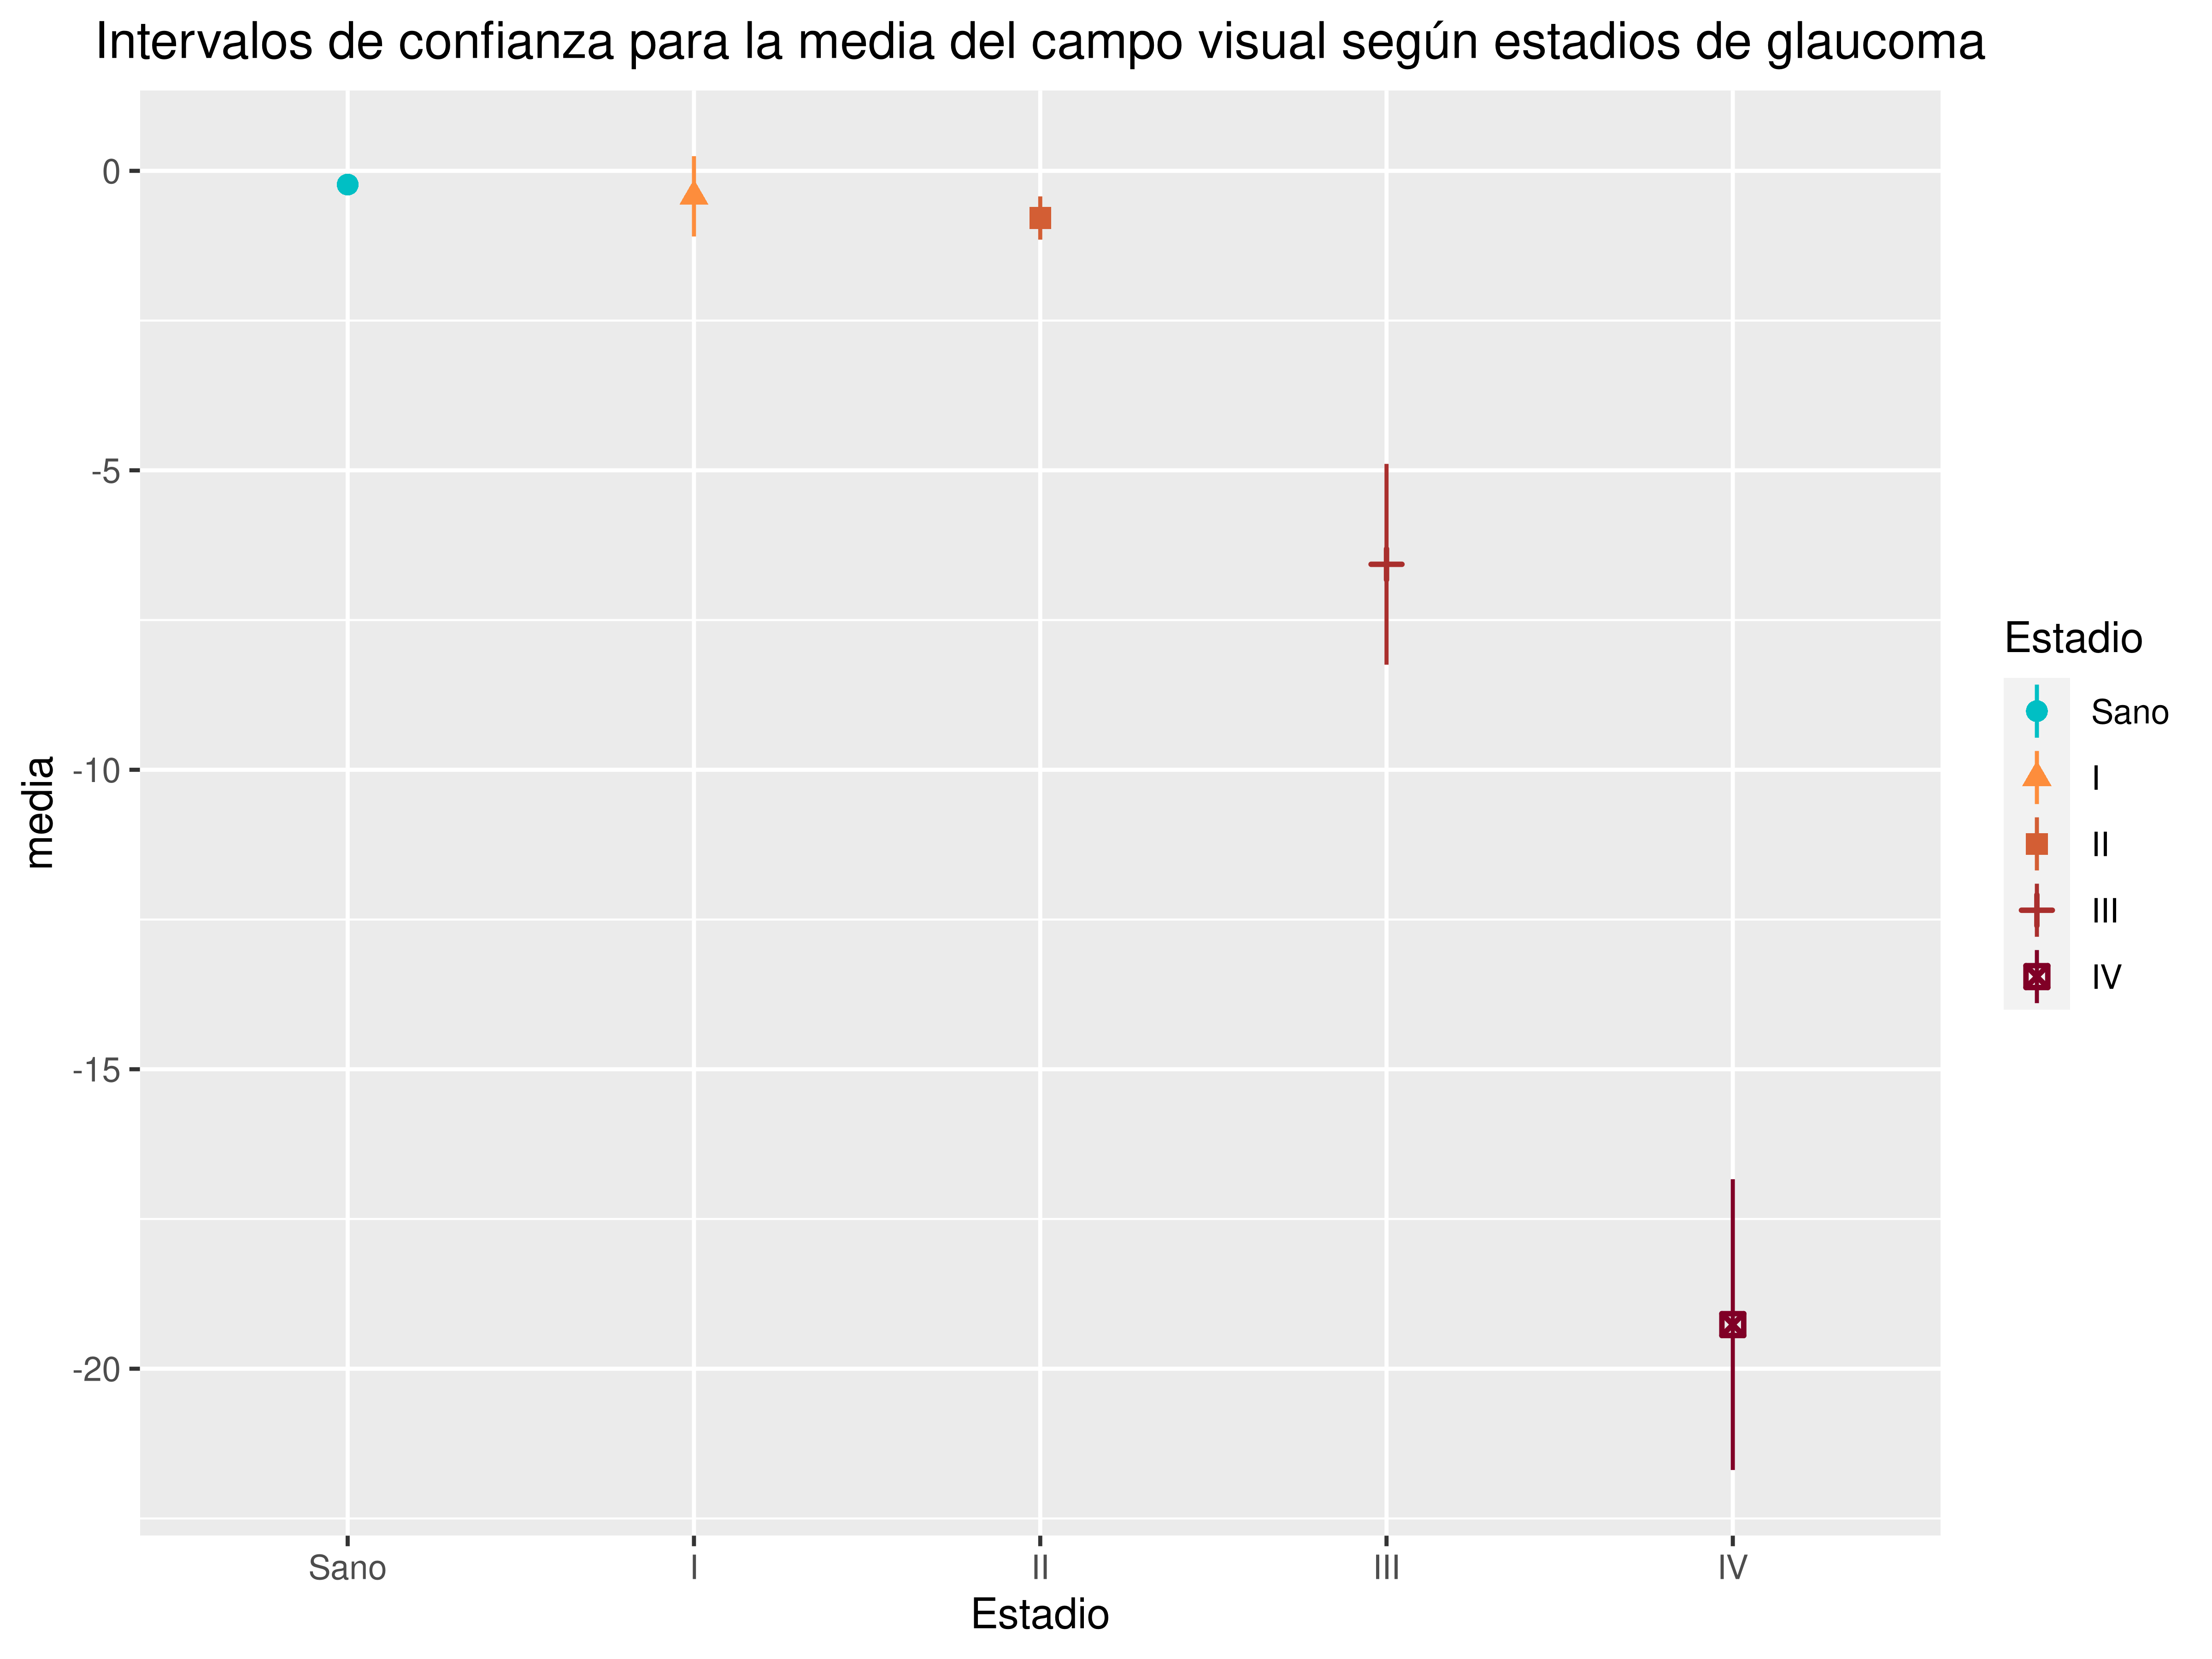 Intervalos de confianza para la media del campo visual según estadios de glaucoma
0
-5
-10
-15
-20
media
Sano
I
II
III
IV
Estadio
Estadio
Sano
I
II
III
IV